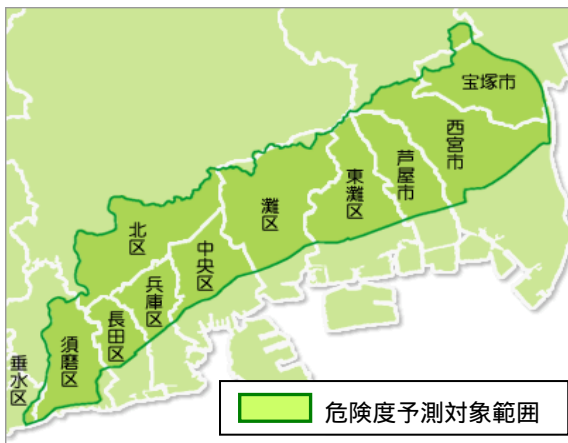 宝塚市
西宮市
芦屋市
東灘区
灘区
中央区
北区
兵庫区
長田区
須磨区
垂水区
危険度予測対象範囲